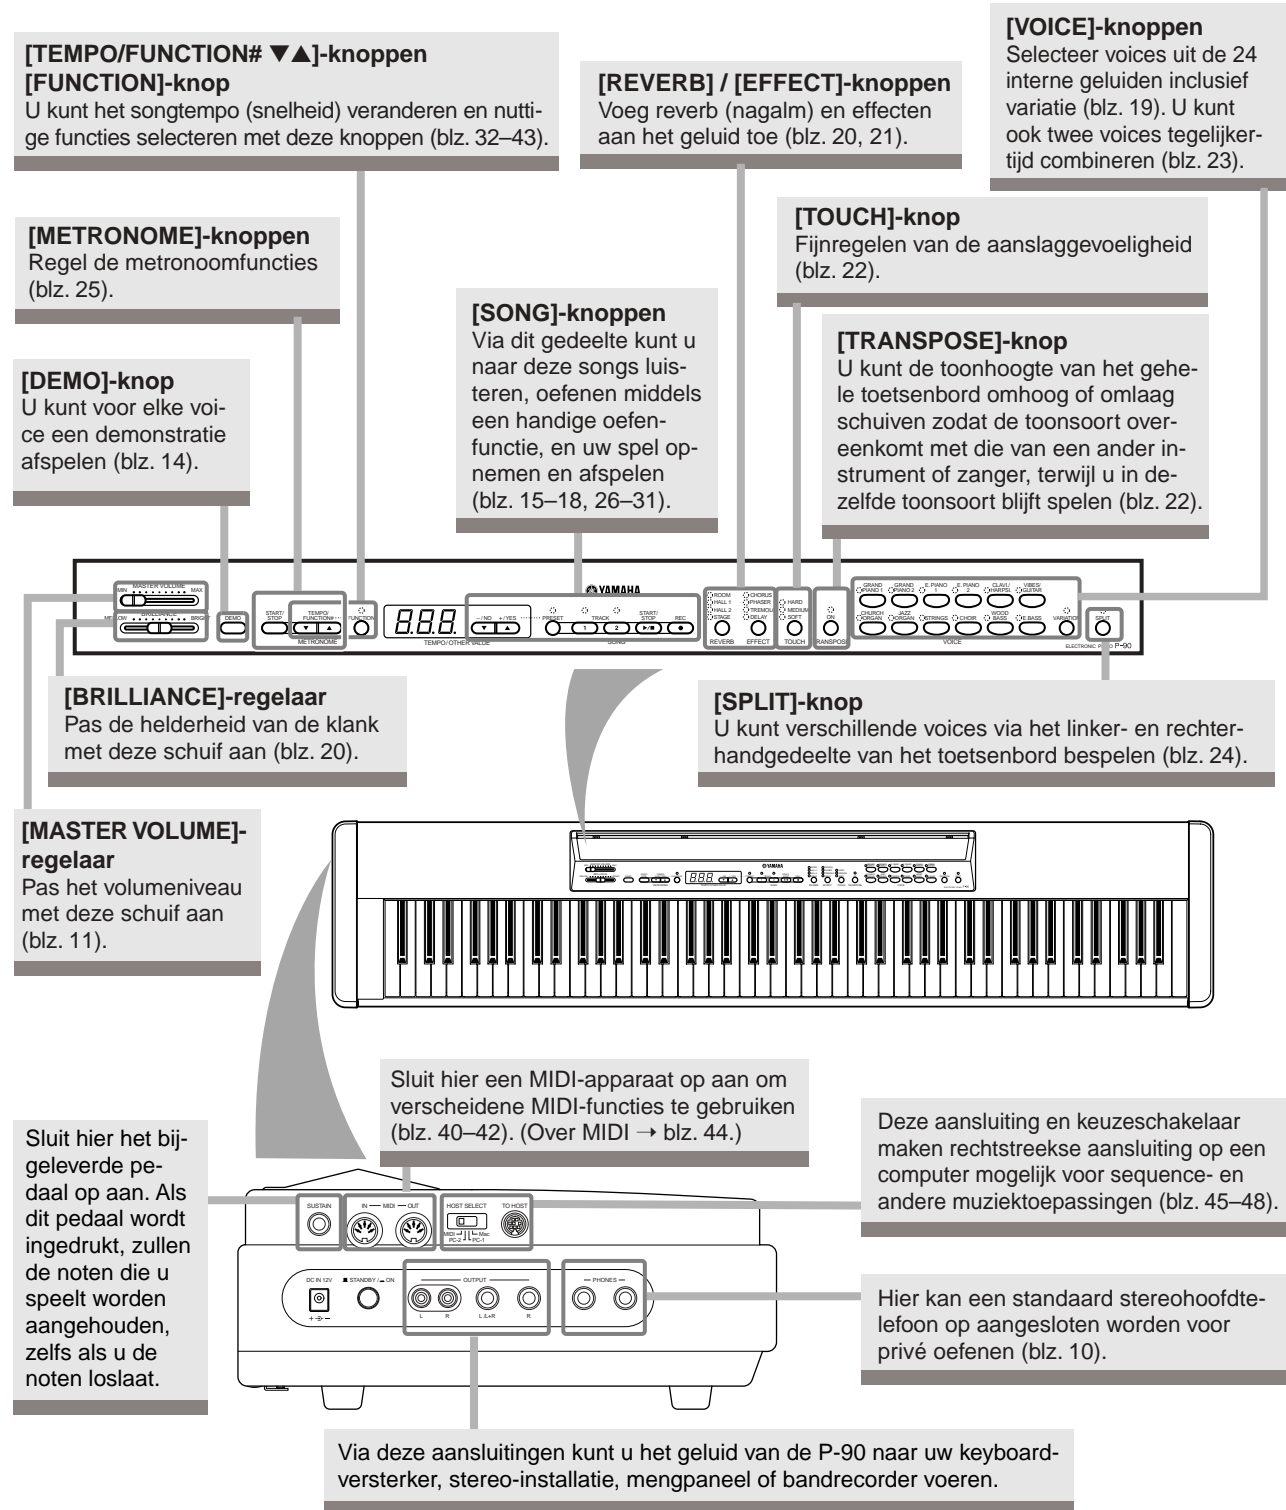 [TEMPO/FUNCTION# ▼▲]-knoppen
[FUNCTION]-knop
U kunt het songtempo (snelheid) veranderen en nutti-
ge functies selecteren met deze knoppen (blz. 32–43).
[REVERB] / [EFFECT]-knoppen
Voeg reverb (nagalm) en effecten
aan het geluid toe (blz. 20, 21).
[VOICE]-knoppen
Selecteer voices uit de 24
interne geluiden inclusief
variatie (blz. 19). U kunt
ook twee voices tegelijker-
tijd combineren (blz. 23).
[METRONOME]-knoppen
Regel de metronoomfuncties
(blz. 25).
[TOUCH]-knop
Fijnregelen van de aanslaggevoeligheid
(blz. 22).
[DEMO]-knop
U kunt voor elke voi-
ce een demonstratie
afspelen (blz. 14).
[SONG]-knoppen
Via dit gedeelte kunt u
naar deze songs luis-
teren, oefenen middels
een handige oefen-
functie, en uw spel op-
nemen en afspelen
(blz. 15–18, 26–31).
[TRANSPOSE]-knop
U kunt de toonhoogte van het gehe-
le toetsenbord omhoog of omlaag
schuiven zodat de toonsoort over-
eenkomt met die van een ander in-
strument of zanger, terwijl u in de-
zelfde toonsoort blijft spelen (blz. 22).
MASTER VOLUME
MIN MAX
BRILLIANCE
MELLOW BRIGHT
DEMO
START/
STOP
TEMPO/
FUNCTION#
▼ ▲
METRONOME
FUNCTION
TEMPO/OTHER VALUE
– / NO + / YES
▼ ▲
YAMAHA
PRESET
TRACK
1 2
START/
STOP
REC
SONG
ROOM
HALL 1
HALL 2
STAGE
REVERB
CHORUS
PHASER
TREMOLO
DELAY
EFFECT
HARD
MEDIUM
SOFT
TOUCH
ON
TRANSPOSE
GRAND
PIANO 1
GRAND
PIANO 2
E. PIANO
1
E. PIANO
2
CLAVI./
HARPSI.
VIBES/
GUITAR
CHURCH
ORGAN
JAZZ
ORGAN
STRINGS
CHOIR
WOOD
BASS
E.BASS
VARIATION
VOICE
SPLIT
ELECTRONIC PIANO P-90
[BRILLIANCE]-regelaar
Pas de helderheid van de klank
met deze schuif aan (blz. 20).
[SPLIT]-knop
U kunt verschillende voices via het linker- en rechter-
handgedeelte van het toetsenbord bespelen (blz. 24).
[MASTER VOLUME]-
regelaar
Pas het volumeniveau
met deze schuif aan
(blz. 11).
YAMAHA
Sluit hier een MIDI-apparaat op aan om
verscheidene MIDI-functies te gebruiken
(blz. 40–42). (Over MIDI → blz. 44.)
Sluit hier het bij-
geleverde pe-
daal op aan. Als
dit pedaal wordt
ingedrukt, zullen
de noten die u
speelt worden
aangehouden,
zelfs als u de
noten loslaat.
Deze aansluiting en keuzeschakelaar
maken rechtstreekse aansluiting op een
computer mogelijk voor sequence- en
andere muziektoepassingen (blz. 45–48).
SUSTAIN
IN MIDI OUT
HOST SELECT
MIDI Mac
PC-2 PC-1
TO HOST
DC IN 12V
STANDBY / ON
OUTPUT
L R L /L+R R
PHONES
Hier kan een standaard stereohoofdte-
lefoon op aangesloten worden voor
privé oefenen (blz. 10).
Via deze aansluitingen kunt u het geluid van de P-90 naar uw keyboard-
versterker, stereo-installatie, mengpaneel of bandrecorder voeren.